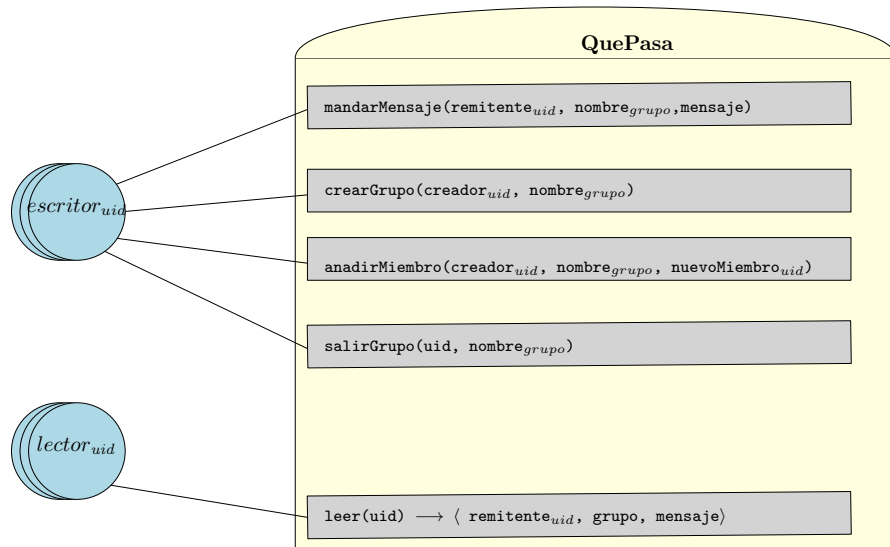 QuePasa
mandarMensaje(remitente_uid, nombre_grupo,mensaje)
escritor_uid
crearGrupo(creador_uid, nombre_grupo)
anadirMiembro(creador_uid, nombre_grupo, nuevoMiembro_uid)
salirGrupo(uid, nombre_grupo)
lector_uid
leer(uid) ⟶ ⟨ remitente_uid, grupo, mensaje⟩